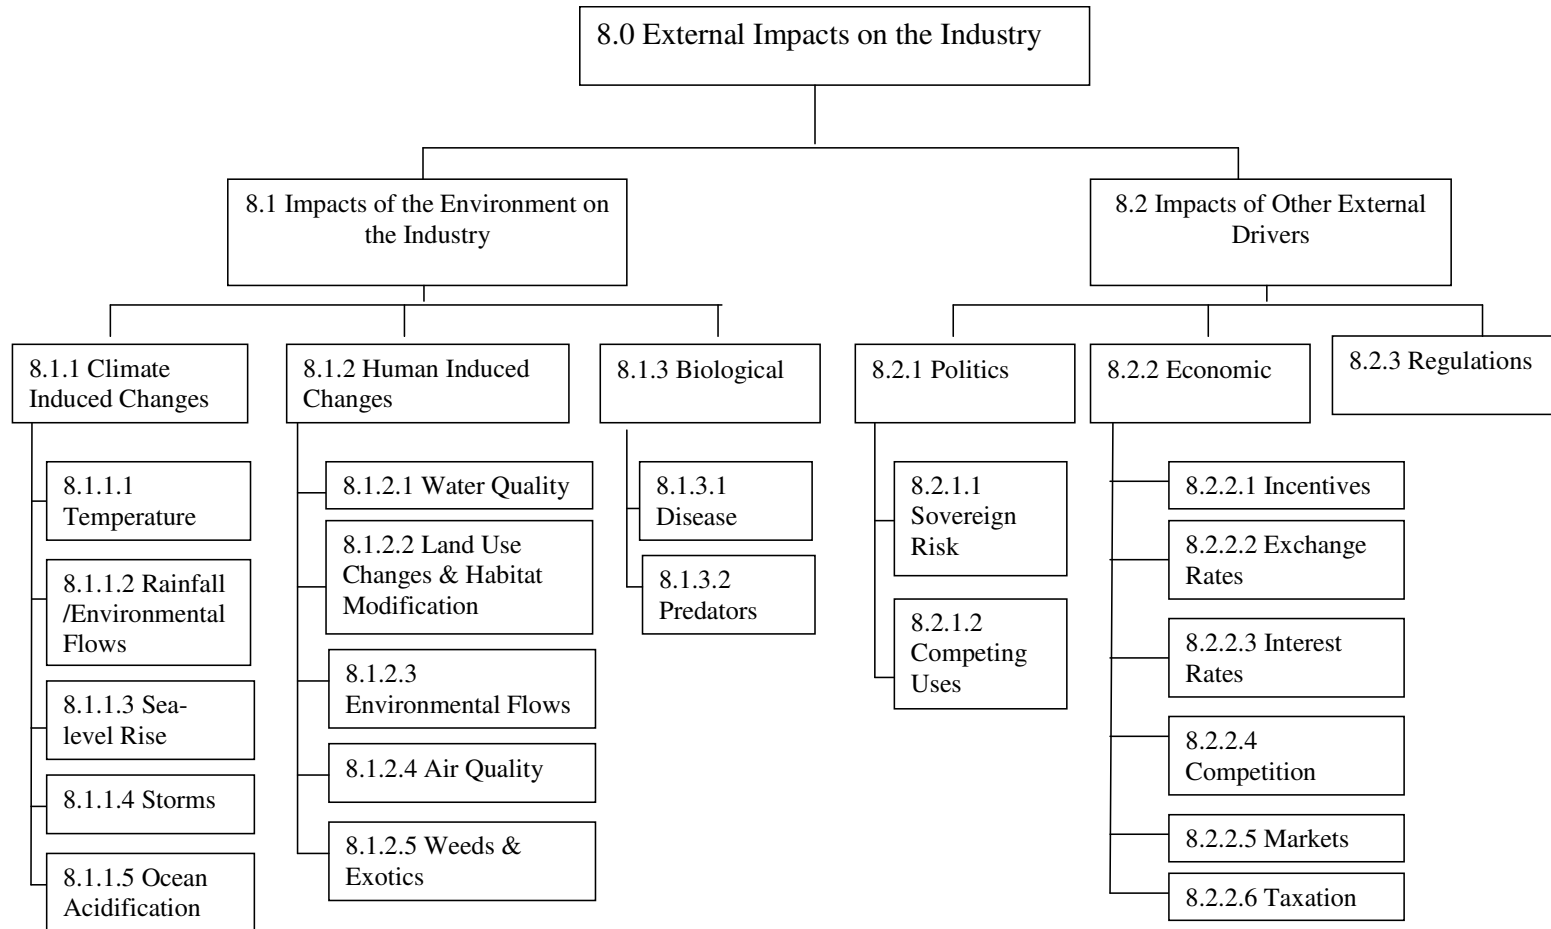 8.0 External Impacts on the Industry
8.1 Impacts of the Environment on
the Industry
8.2 Impacts of Other External
Drivers
8.1.1 Climate
Induced Changes
8.1.2 Human Induced
Changes
8.1.3 Biological
8.2.1 Politics
8.2.2 Economic
8.2.3 Regulations
8.1.1.1
Temperature
8.1.1.2 Rainfall
/Environmental
Flows
8.1.1.3 Sea-
level Rise
8.1.1.4 Storms
8.1.1.5 Ocean
Acidification
8.1.2.1 Water Quality
8.1.2.2 Land Use
Changes & Habitat
Modification
8.1.2.3
Environmental Flows
8.1.2.4 Air Quality
8.1.2.5 Weeds &
Exotics
8.1.3.1
Disease
8.1.3.2
Predators
8.2.1.1
Sovereign
Risk
8.2.1.2
Competing
Uses
8.2.2.1 Incentives
8.2.2.2 Exchange
Rates
8.2.2.3 Interest
Rates
8.2.2.4
Competition
8.2.2.5 Markets
8.2.2.6 Taxation